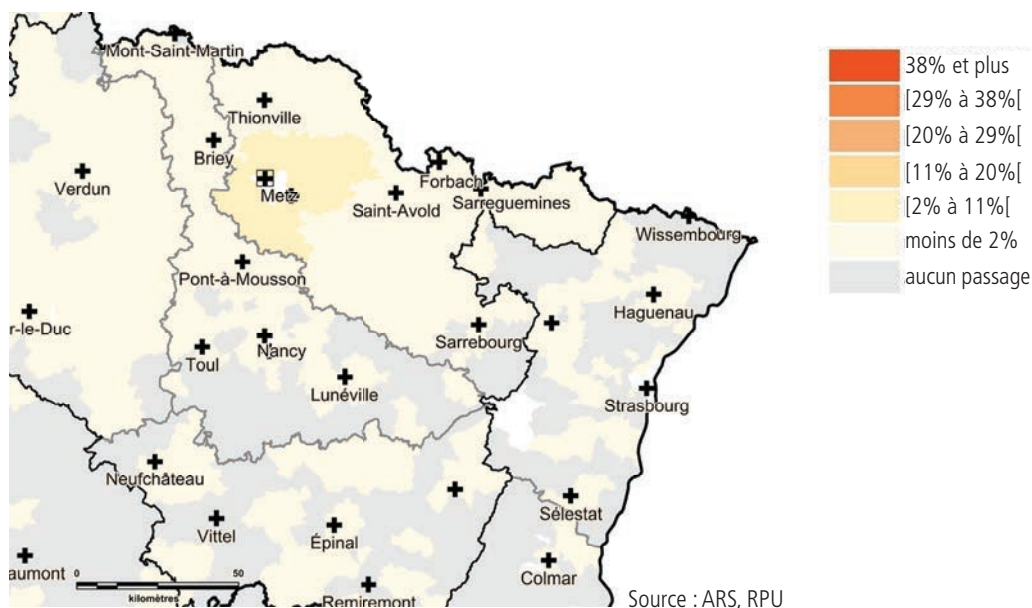 Mont-Saint-Martin
Thionville
Briey
Verdun
Metz
Forbach
Saint-Avold
Sarreguemines
Wissembourg
Pont-à-Mousson
Haguenau
r-le-Duc
Sarrebourg
Toul
Nancy
Lunéville
Strasbourg
Neufchâteau
Sélestat
Vittel
Épinal
Colmar
aumont
0
50
kilomètres
Remiremont
38% et plus
[29% à 38%[
[20% à 29%[
[11% à 20%[
[2% à 11%[
moins de 2%
aucun passage
Source : ARS, RPU